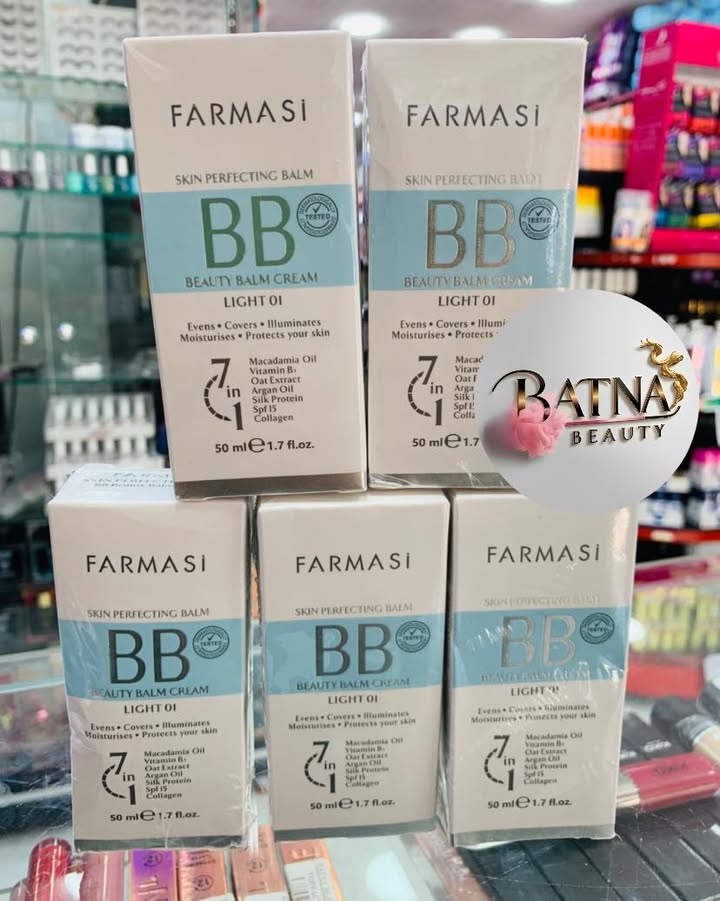 FARMASi
SKIN PERFECTING BALM
BB
TESTED
BEAUTY BALM CREAM
LIGHT 01
Evens • Covers • Illuminates
Moisturises • Protects your skin
7 in 1
Macadamia Oil
Vitamin B₃
Oat Extract
Argan Oil
Silk Protein
Spf 15
Collagen
50 ml ℮ 1.7 fl.oz.
FARMASi
SKIN PERFECTING BALM
BB
TESTED
BEAUTY BALM CREAM
LIGHT 01
Evens • Covers •
Moisturises • Protects
7 in 1
50 ml ℮ 1.7
BATNA
BEAUTY
FARMASi
SKIN PERFECTING BALM
BB
TESTED
BEAUTY BALM CREAM
LIGHT 01
Evens • Covers • Illuminates
Moisturises • Protects your skin
7 in 1
Macadamia Oil
Vitamin B₃
Oat Extract
Argan Oil
Silk Protein
Spf 15
Collagen
50 ml ℮ 1.7 fl.oz.
FARMASi
SKIN PERFECTING BALM
BB
TESTED
BEAUTY BALM CREAM
LIGHT 01
Evens • Covers • Illuminates
Moisturises • Protects your skin
7 in 1
Macadamia Oil
Vitamin B₃
Oat Extract
Argan Oil
Silk Protein
Spf 15
Collagen
50 ml ℮ 1.7 fl.oz.
FARMASi
SKIN PERFECTING BALM
BB
TESTED
BEAUTY BALM CREAM
LIGHT 01
Evens • Covers • Illuminates
Moisturises • Protects your skin
7 in 1
Macadamia Oil
Vitamin B₃
Oat Extract
Argan Oil
Silk Protein
Spf 15
Collagen
50 ml ℮ 1.7 fl.oz.